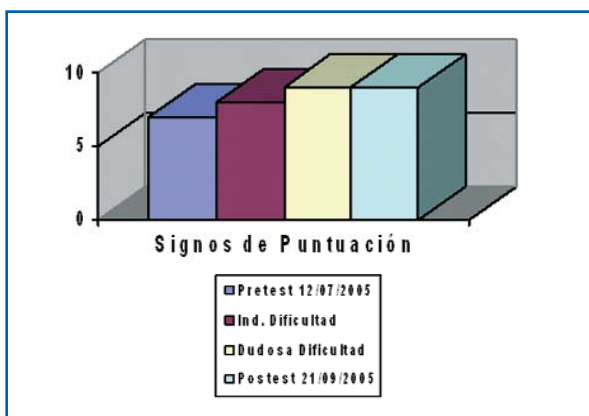 10
5
0
Signos de Puntuación
Pretest 12/07/2005
Ind. Dificultad
Dudosa Dificultad
Postest 21/09/2005